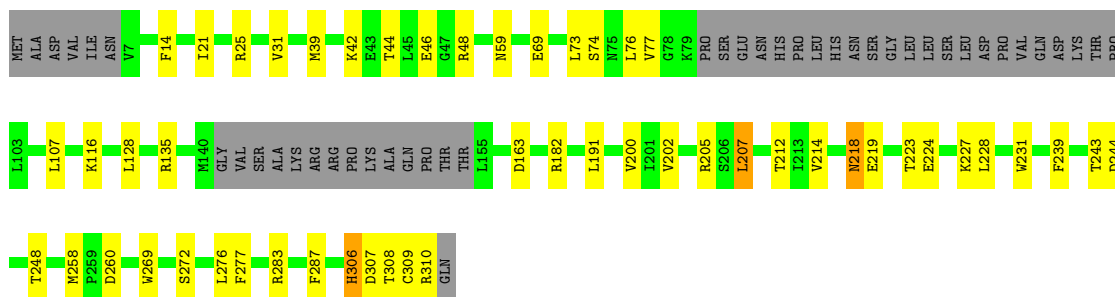 MET ALA ASP VAL ILE ASN V7 F14 I21 R25 V31 M39 K42 E43 T44 L45 E46 G47 R48 N59 E69 L73 S74 N75 L76 V77 G78 K79 PRO SER GLU ASN HIS PRO LEU HIS ASN SER GLY LEU LEU SER LEU ASP PRO VAL GLN ASP LYS THR PRO
L103 L107 K116 L128 R135 M140 GLY VAL SER ALA LYS ARG ARG PRO LYS ALA GLN PRO THR THR L155 D163 R182 L191 V200 I201 V202 R205 S206 L207 T212 I213 V214 N218 E219 T223 E224 K227 L228 W231 F239 T243
T248 M258 P259 D260 W269 S272 L276 F277 R283 F287 H306 D307 T308 C309 R310 GLN